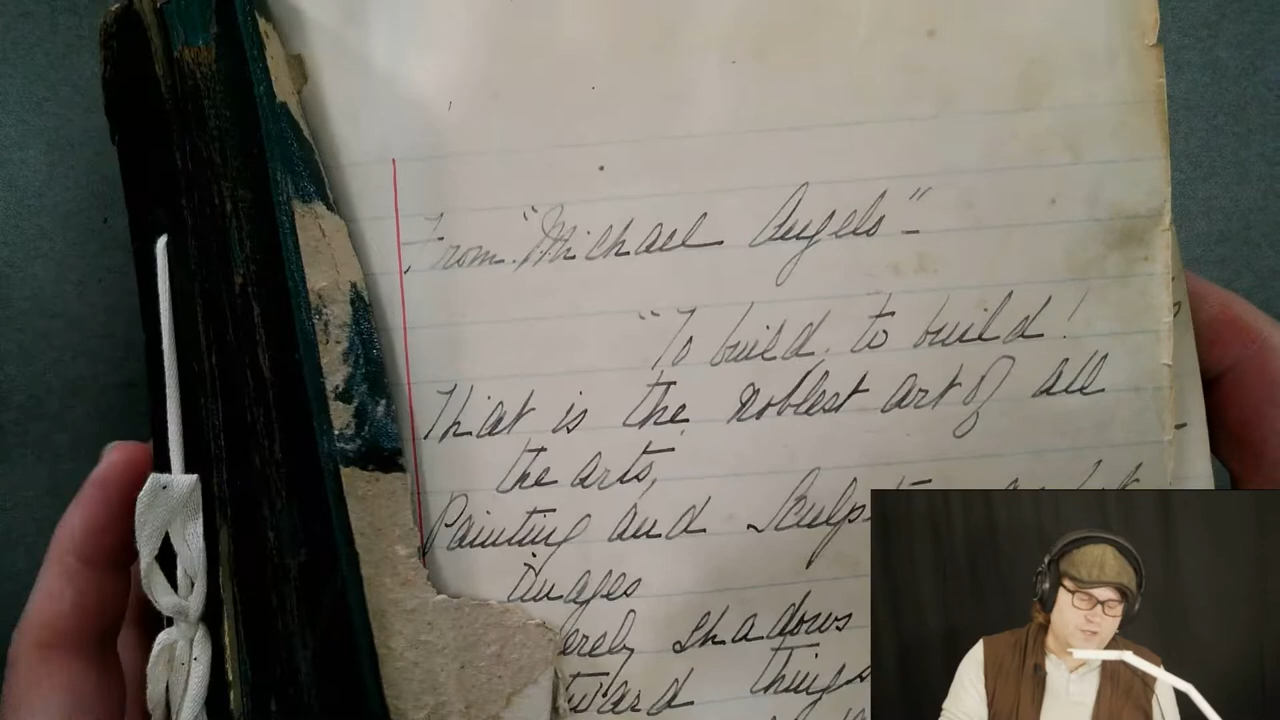 From "Michael Angelo" -
"To build, to build!
That is the noblest art of all
the arts,
Painting and
images
shadows
things